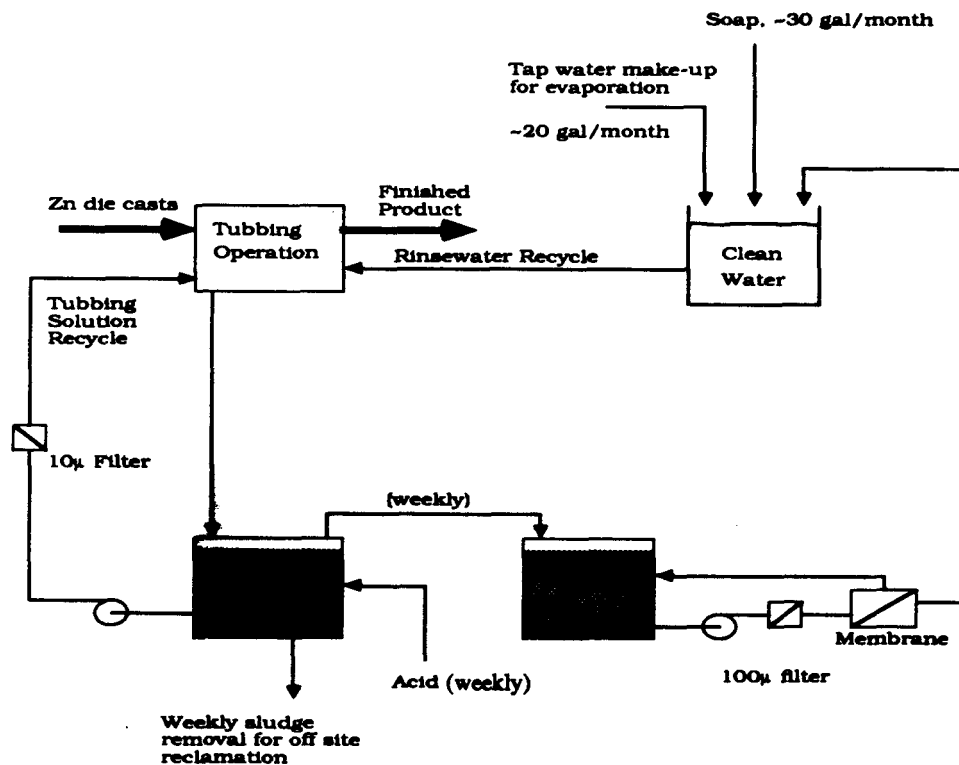 Soap, ~30 gal/month
Tap water make-up
for evaporation
~20 gal/month
Zn die casts
Finished
Product
Tubbing
Operation
Rinsewater Recycle
Clean
Water
Tubbing
Solution
Recycle
10μ Filter
(weekly)
Membrane
Acid (weekly)
100μ filter
Weekly sludge
removal for off site
reclamation